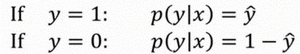 If y = 1: p(y|x) = ŷ
If y = 0: p(y|x) = 1 − ŷ